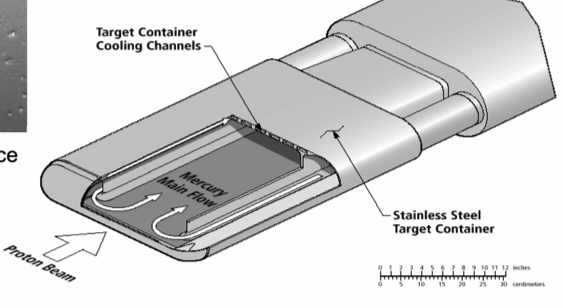 Target Container
Cooling Channels
ce
Mercury
Main Flow
Stainless Steel
Target Container
Proton Beam
0 1 2 3 4 5 6 7 8 9 10 11 12 inches
0 5 10 15 20 25 30 centimeters